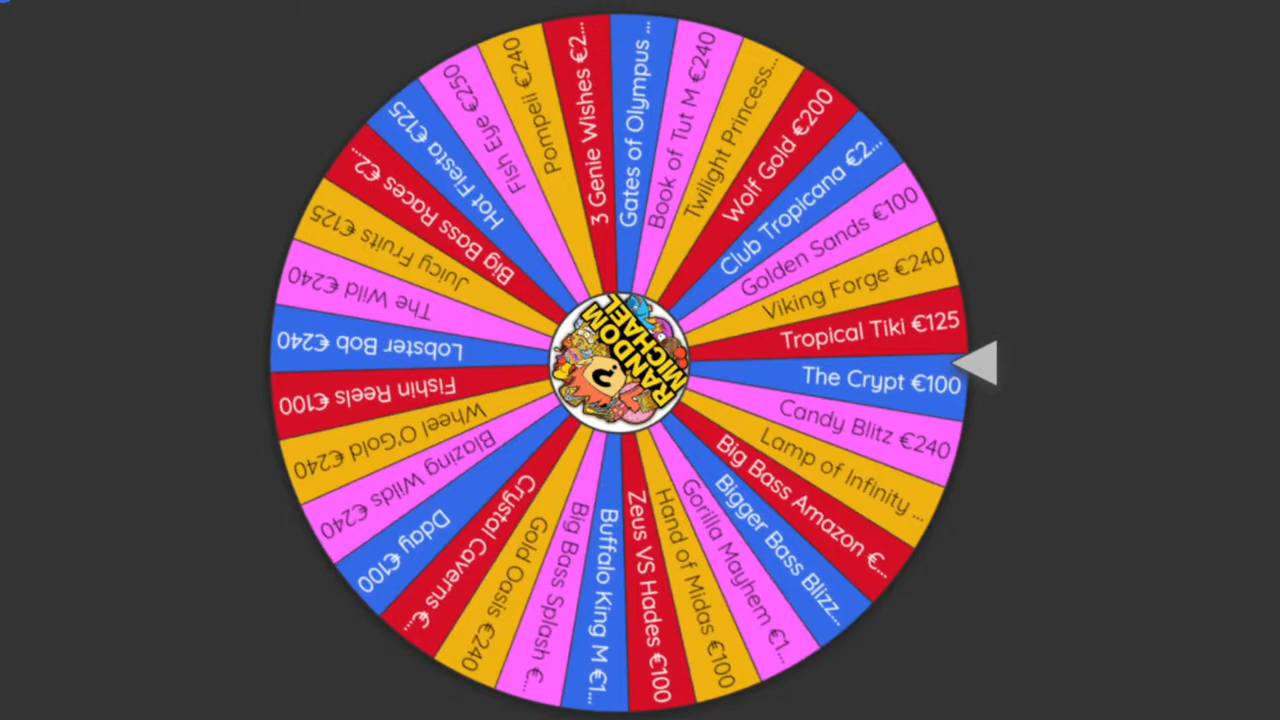 Gates of Olympus ...
Book of Tut M €240
Twilight Princess...
Wolf Gold €200
Club Tropicana €2...
Golden Sands €100
Viking Forge €240
Tropical Tiki €125
The Crypt €100
Candy Blitz €240
Lamp of Infinity ...
Big Bass Amazon €...
Bigger Bass Blizz...
Gorilla Mayhem €1...
Hand of Midas €100
Zeus VS Hades €100
Buffalo King M €1...
Big Bass Splash €...
Gold Oasis €240
Crystal Caverns €...
Dday €100
Blazing Wilds €240
Wheel O'Gold €240
Fishin Reels €100
Lobster Bob €240
The Wild €240
Juicy Fruits €125
Big Bass Races €2...
Hot Fiesta €125
Fish Eye €250
Pompeii €240
3 Genie Wishes €2...
RANDOM
MICHAEL